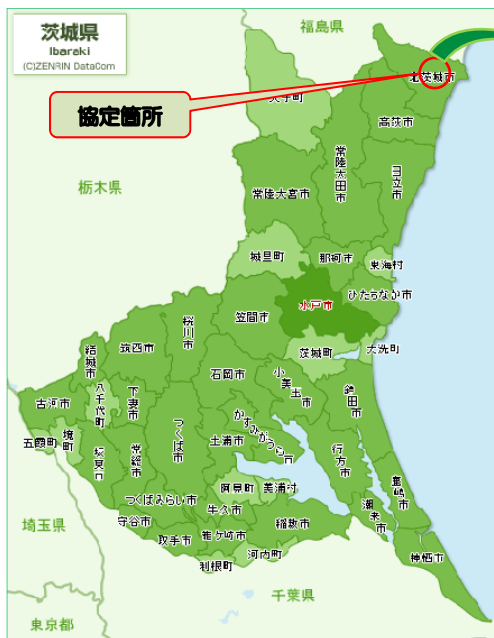 茨城県
Ibaraki
(C)ZENRIN DataCom
福島県
北茨城市
大子町
協定箇所
高萩市
常陸太田市
日立市
栃木県
常陸大宮市
城里町
那珂市
東海村
水戸市
ひたちなか市
笠間市
桜川市
茨城町
大洗町
筑西市
結城市
石岡市
小美玉市
鉾田市
八千代町
下妻市
古河市
かすみがうら市
つくば市
土浦市
五霞町
境町
坂東市
常総市
行方市
阿見町
美浦村
鹿嶋市
つくばみらい市
牛久市
潮来市
守谷市
稲敷市
埼玉県
取手市
龍ケ崎市
河内町
神栖市
利根町
千葉県
東京都